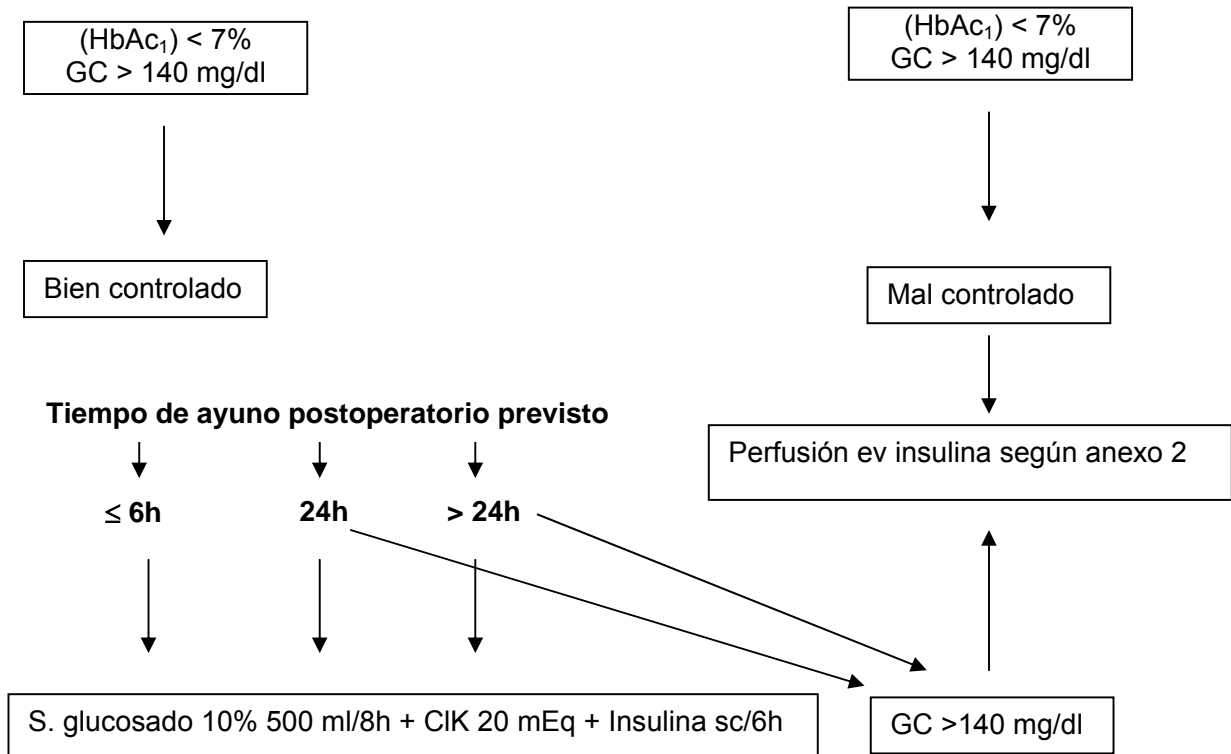 (HbAc₁) < 7%
GC > 140 mg/dl
(HbAc₁) < 7%
GC > 140 mg/dl
Bien controlado
Mal controlado
Tiempo de ayuno postoperatorio previsto
Perfusión ev insulina según anexo 2
≤ 6h 24h > 24h
S. glucosado 10% 500 ml/8h + ClK 20 mEq + Insulina sc/6h
GC >140 mg/dl